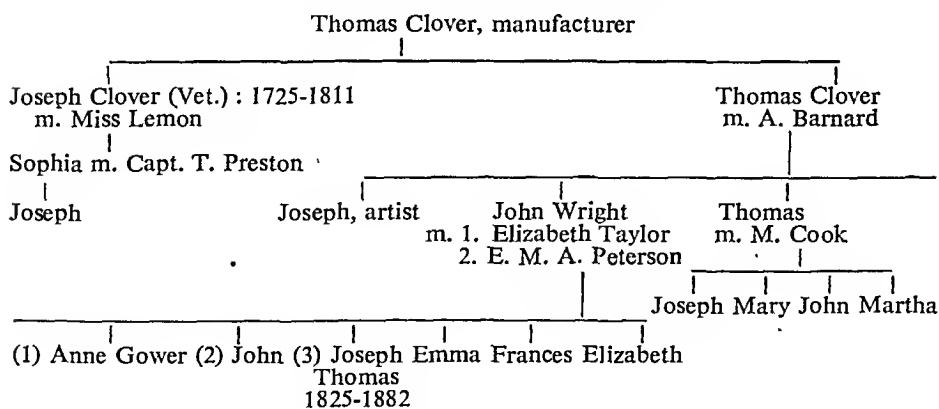 Thomas Clover, manufacturer
Joseph Clover (Vet.) : 1725-1811
m. Miss Lemon
Thomas Clover
m. A. Barnard
Sophia m. Capt. T. Preston
Joseph
Joseph, artist
John Wright
m. 1. Elizabeth Taylor
2. E. M. A. Peterson
Thomas
m. M. Cook
Joseph Mary John Martha
(1) Anne Gower (2) John (3) Joseph Emma Frances Elizabeth
Thomas
1825-1882